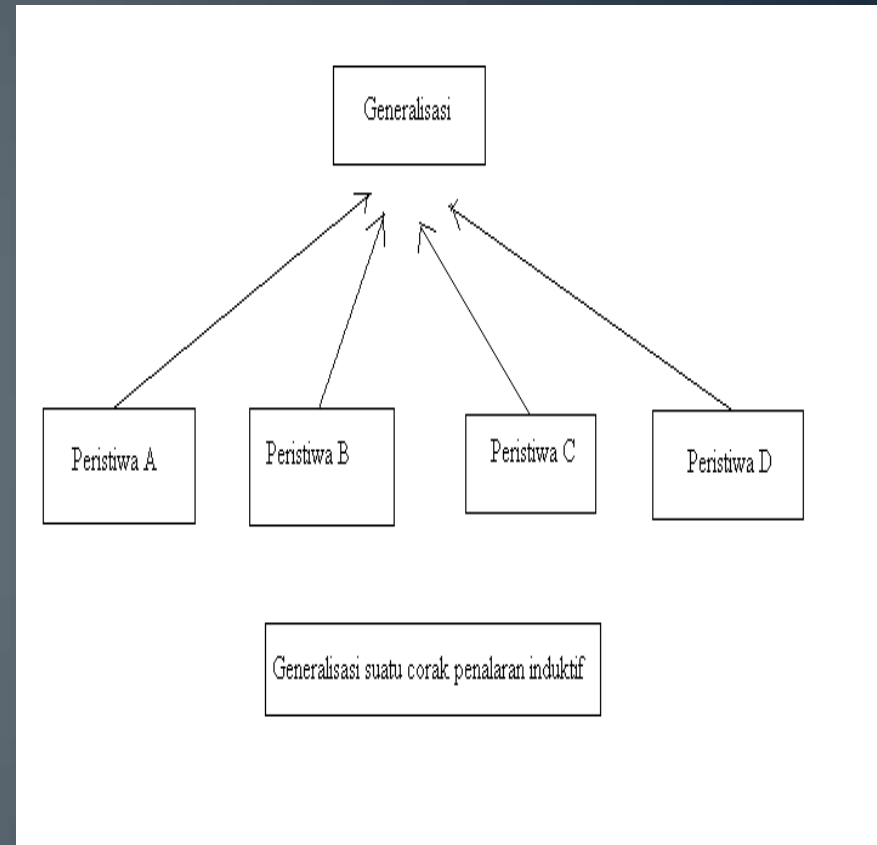 Generalisasi
Peristiwa A
Peristiwa B
Peristiwa C
Peristiwa D
Generalisasi suatu corak penalaran induktif